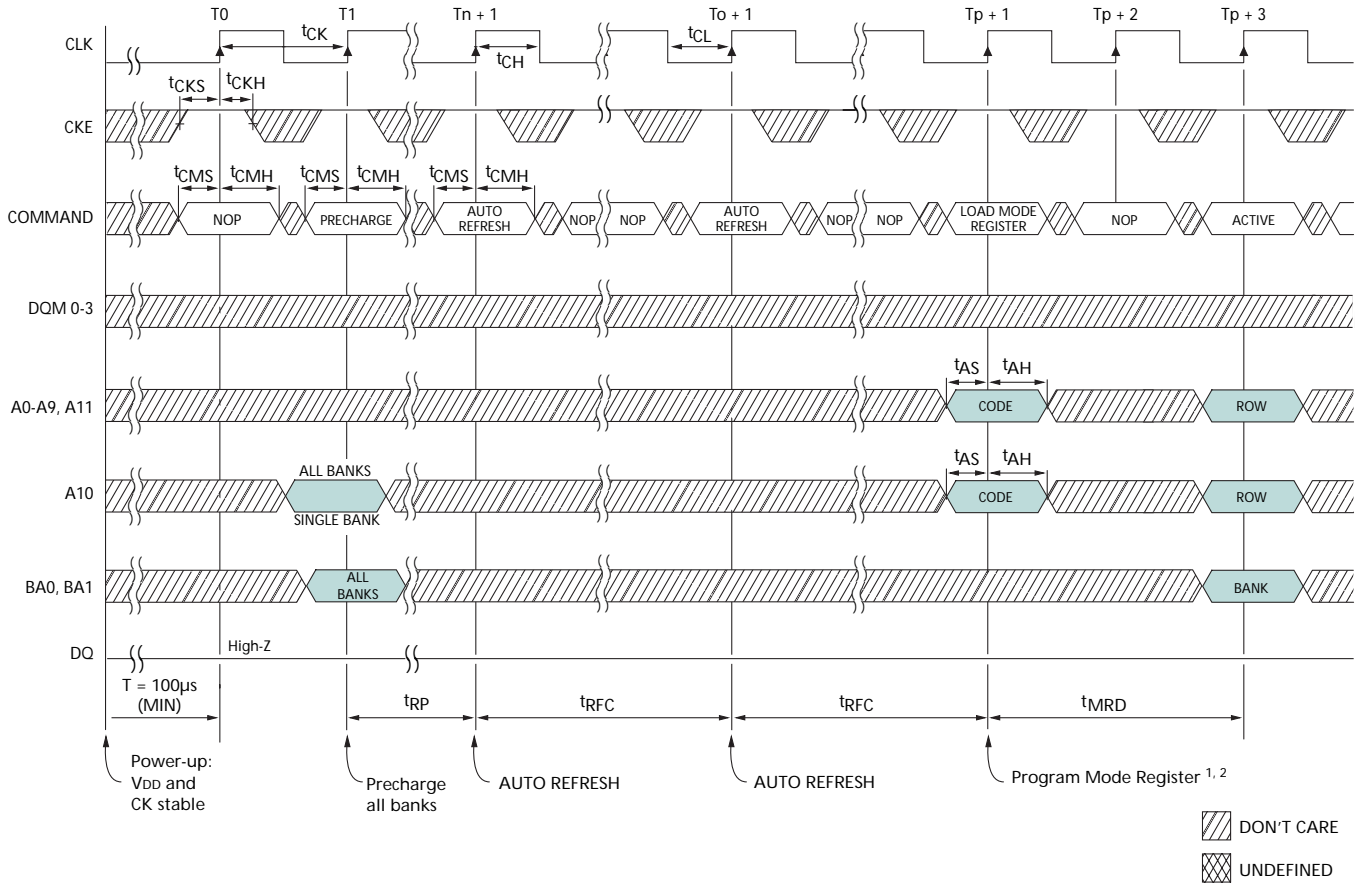 T0 T1 Tn + 1 To + 1 Tp + 1 Tp + 2 Tp + 3
CLK
tCK
tCH
tCL
tCKS tCKH
CKE
tCMS tCMH tCMS tCMH tCMS tCMH
COMMAND
NOP PRECHARGE AUTO REFRESH NOP NOP AUTO REFRESH NOP NOP LOAD MODE REGISTER NOP ACTIVE
DQM 0-3
tAS tAH
A0-A9, A11
CODE ROW
ALL BANKS
tAS tAH
A10
CODE ROW
SINGLE BANK
BA0, BA1
ALL BANKS
BANK
High-Z
DQ
T = 100µs
(MIN)
tRP tRFC tRFC tMRD
Power-up:
VDD and
CK stable
Precharge
all banks
AUTO REFRESH
AUTO REFRESH
Program Mode Register 1, 2
DON'T CARE
UNDEFINED